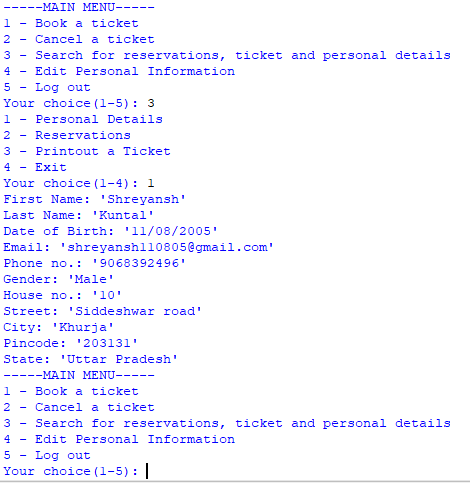 -----MAIN MENU-----
1 - Book a ticket
2 - Cancel a ticket
3 - Search for reservations, ticket and personal details
4 - Edit Personal Information
5 - Log out
Your choice(1-5): 3
1 - Personal Details
2 - Reservations
3 - Printout a Ticket
4 - Exit
Your choice(1-4): 1
First Name: 'Shreyansh'
Last Name: 'Kuntal'
Date of Birth: '11/08/2005'
Email: 'shreyansh110805@gmail.com'
Phone no.: '9068392496'
Gender: 'Male'
House no.: '10'
Street: 'Siddeshwar road'
City: 'Khurja'
Pincode: '203131'
State: 'Uttar Pradesh'
-----MAIN MENU-----
1 - Book a ticket
2 - Cancel a ticket
3 - Search for reservations, ticket and personal details
4 - Edit Personal Information
5 - Log out
Your choice(1-5):